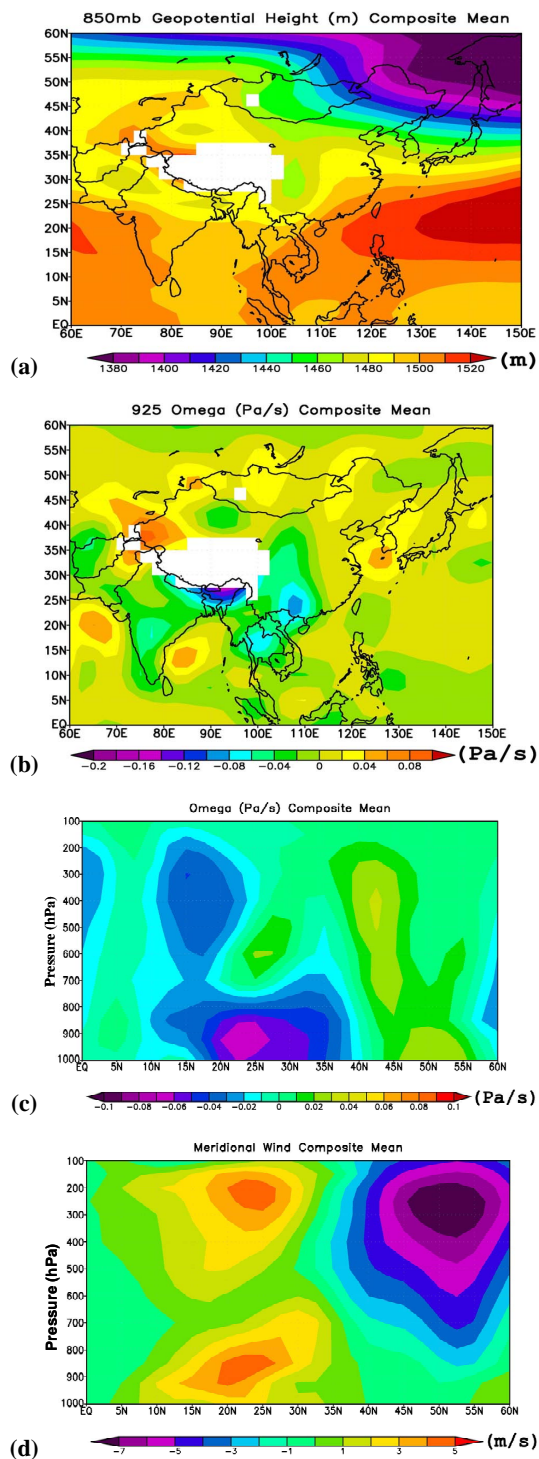 850mb Geopotential Height (m) Composite Mean
60N
55N
50N
45N
40N
35N
30N
25N
20N
15N
10N
5N
EQ
60E 70E 80E 90E 100E 110E 120E 130E 140E 150E
(a)
1380 1400 1420 1440 1460 1480 1500 1520 (m)
925 Omega (Pa/s) Composite Mean
60N
55N
50N
45N
40N
35N
30N
25N
20N
15N
10N
5N
EQ
60E 70E 80E 90E 100E 110E 120E 130E 140E 150E
(b)
-0.2 -0.16 -0.12 -0.08 -0.04 0 0.04 0.08 (Pa/s)
Omega (Pa/s) Composite Mean
Pressure (hPa)
100
200
300
400
500
600
700
800
900
1000
EQ 5N 10N 15N 20N 25N 30N 35N 40N 45N 50N 55N 60N
(c)
-0.1 -0.08 -0.06 -0.04 -0.02 0 0.02 0.04 0.06 0.08 0.1 (Pa/s)
Meridional Wind Composite Mean
Pressure (hPa)
100
200
300
400
500
600
700
800
900
1000
EQ 5N 10N 15N 20N 25N 30N 35N 40N 45N 50N 55N 60N
(d)
-7 -5 -3 -1 1 3 5 (m/s)